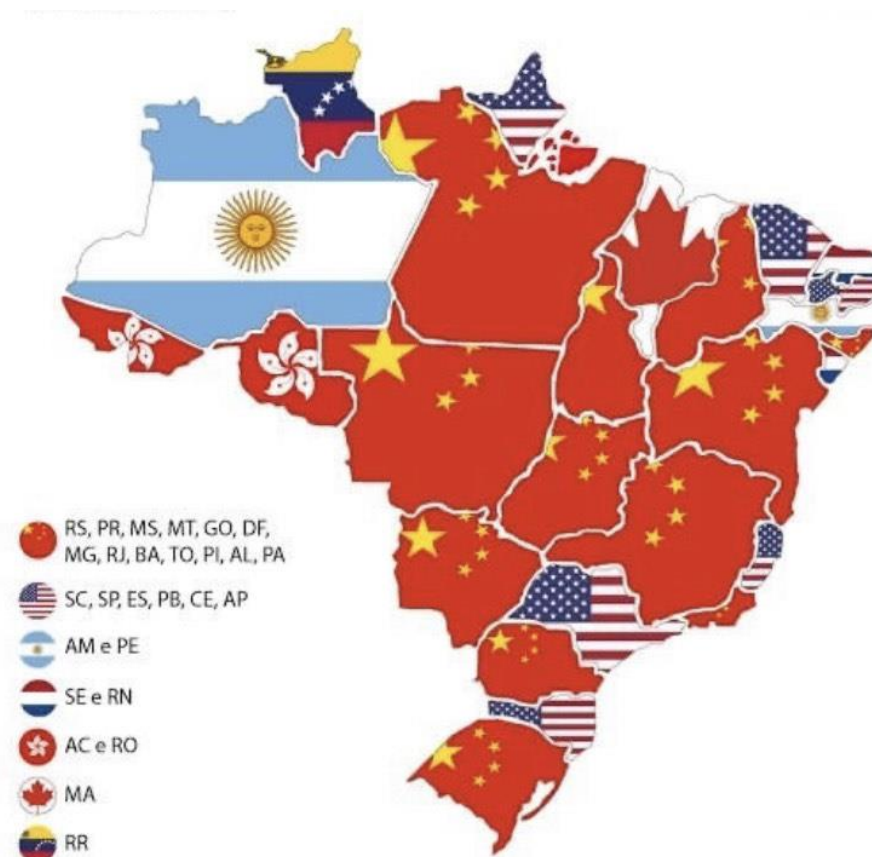 RS, PR, MS, MT, GO, DF,
MG, RJ, BA, TO, PI, AL, PA
SC, SP, ES, PB, CE, AP
AM e PE
SE e RN
AC e RO
MA
RR